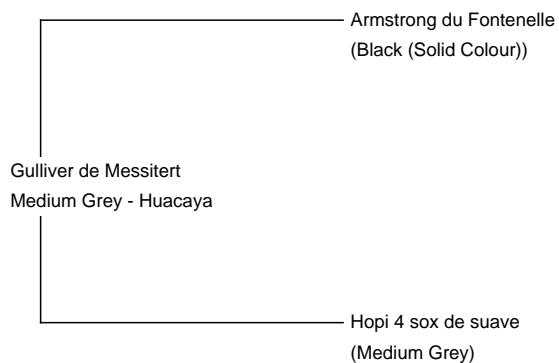 Armstrong du Fontenelle
(Black (Solid Colour))
Gulliver de Messitert
Medium Grey - Huacaya
Hopi 4 sox de suave
(Medium Grey)